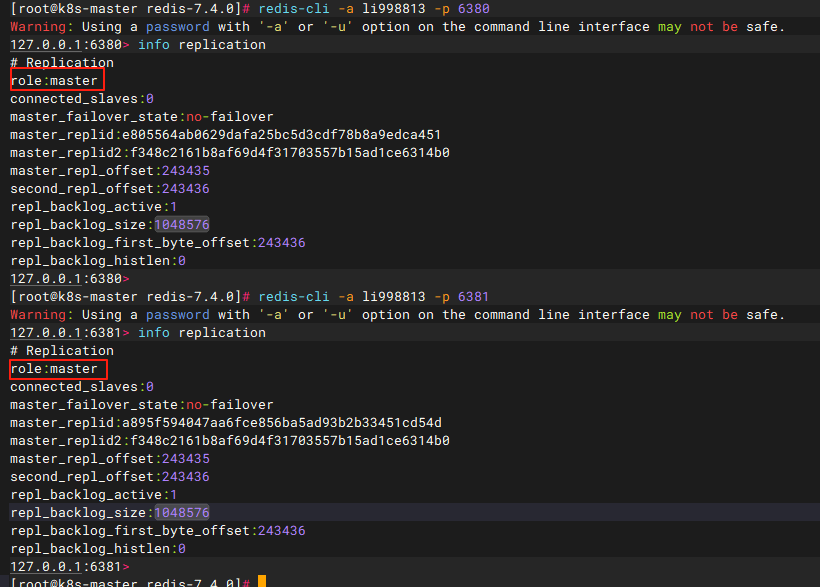 [root@k8s-master redis-7.4.0]# redis-cli -a li998813 -p 6380
Warning: Using a password with '-a' or '-u' option on the command line interface may not be safe.
127.0.0.1:6380> info replication
# Replication
role:master
connected_slaves:0
master_failover_state:no-failover
master_replid:e805564ab0629dafa25bc5d3cdf78b8a9edca451
master_replid2:f348c2161b8af69d4f31703557b15ad1ce6314b0
master_repl_offset:243435
second_repl_offset:243436
repl_backlog_active:1
repl_backlog_size:1048576
repl_backlog_first_byte_offset:243436
repl_backlog_histlen:0
127.0.0.1:6380>
[root@k8s-master redis-7.4.0]# redis-cli -a li998813 -p 6381
Warning: Using a password with '-a' or '-u' option on the command line interface may not be safe.
127.0.0.1:6381> info replication
# Replication
role:master
connected_slaves:0
master_failover_state:no-failover
master_replid:a895f594047aa6fce856ba5ad93b2b33451cd54d
master_replid2:f348c2161b8af69d4f31703557b15ad1ce6314b0
master_repl_offset:243435
second_repl_offset:243436
repl_backlog_active:1
repl_backlog_size:1048576
repl_backlog_first_byte_offset:243436
repl_backlog_histlen:0
127.0.0.1:6381>
[root@k8s-master redis-7.4.0]#